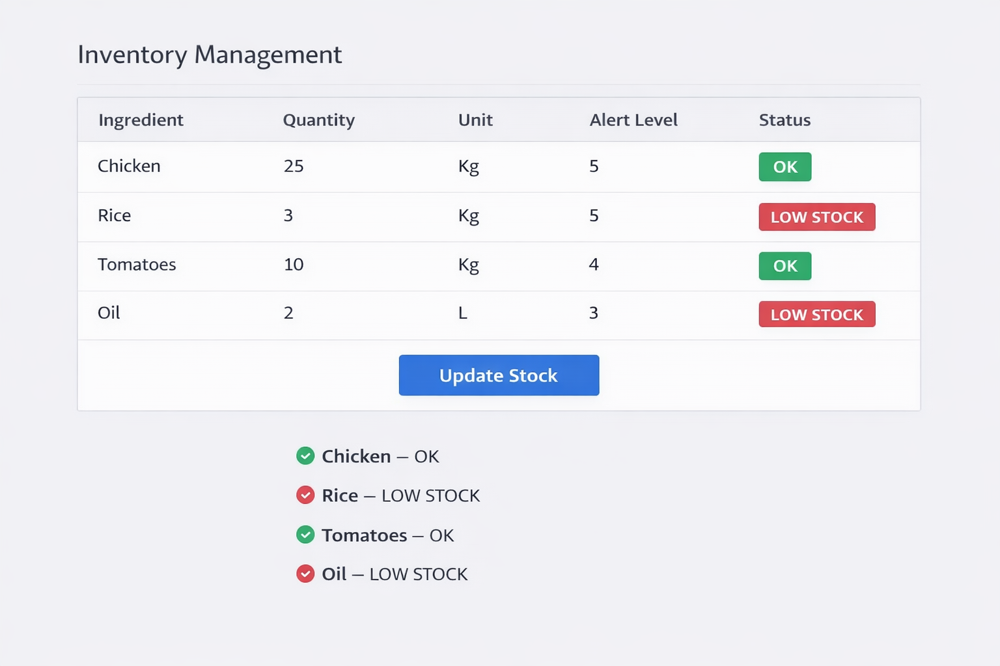 Inventory Management
Ingredient Quantity Unit Alert Level Status
Chicken 25 Kg 5 OK
Rice 3 Kg 5 LOW STOCK
Tomatoes 10 Kg 4 OK
Oil 2 L 3 LOW STOCK
Update Stock
Chicken – OK
Rice – LOW STOCK
Tomatoes – OK
Oil – LOW STOCK